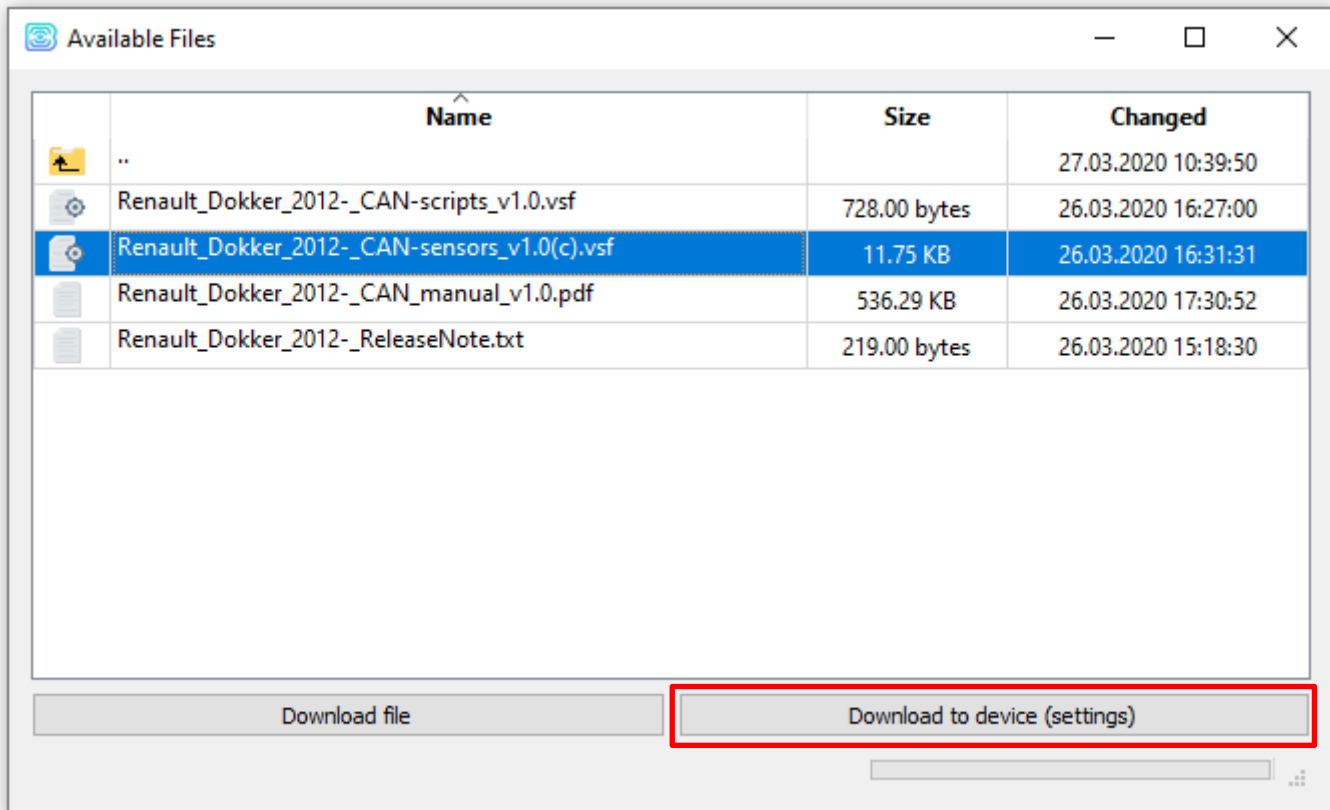 Available Files
Name Size Changed
.. 27.03.2020 10:39:50
Renault_Dokker_2012-_CAN-scripts_v1.0.vsf 728.00 bytes 26.03.2020 16:27:00
Renault_Dokker_2012-_CAN-sensors_v1.0(c).vsf 11.75 KB 26.03.2020 16:31:31
Renault_Dokker_2012-_CAN_manual_v1.0.pdf 536.29 KB 26.03.2020 17:30:52
Renault_Dokker_2012-_ReleaseNote.txt 219.00 bytes 26.03.2020 15:18:30
Download file Download to device (settings)